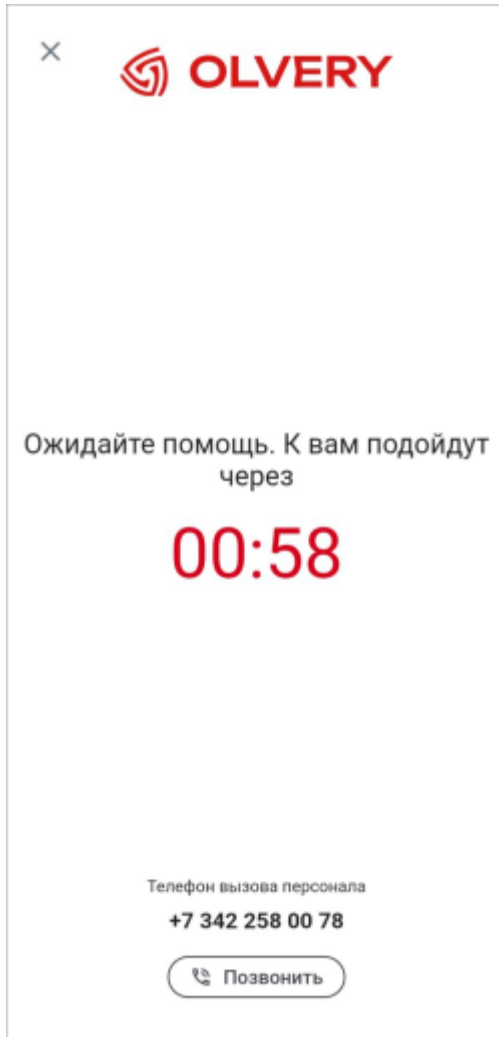 OLVERY
Ожидайте помощь. К вам подойдут
через
00:58
Телефон вызова персонала
+7 342 258 00 78
Позвонить